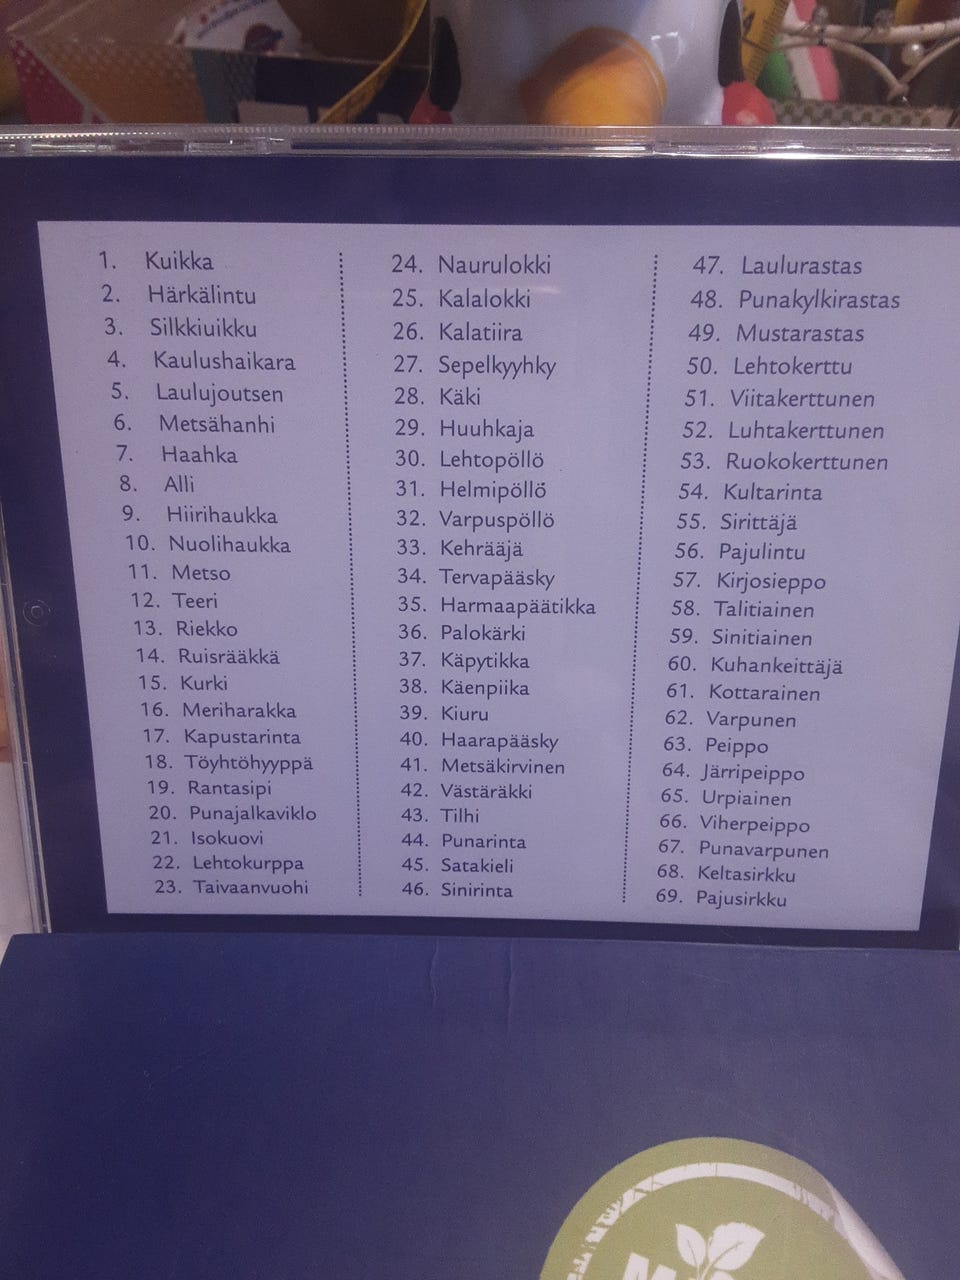 1. Kuikka
2. Härkälintu
3. Silkkiuikku
4. Kaulushaikara
5. Laulujoutsen
6. Metsähanhi
7. Haahka
8. Alli
9. Hiirihaukka
10. Nuolihaukka
11. Metso
12. Teeri
13. Riekko
14. Ruisrääkkä
15. Kurki
16. Meriharakka
17. Kapustarinta
18. Töyhtöhyyppä
19. Rantasipi
20. Punajalkaviklo
21. Isokuovi
22. Lehtokurppa
23. Taivaanvuohi
24. Naurulokki
25. Kalalokki
26. Kalatiira
27. Sepelkyyhky
28. Käki
29. Huuhkaja
30. Lehtopöllö
31. Helmipöllö
32. Varpuspöllö
33. Kehrääjä
34. Tervapääsky
35. Harmaapäätikka
36. Palokärki
37. Käpytikka
38. Käenpiika
39. Kiuru
40. Haarapääsky
41. Metsäkirvinen
42. Västäräkki
43. Tilhi
44. Punarinta
45. Satakieli
46. Sinirinta
47. Laulurastas
48. Punakylkirastas
49. Mustarastas
50. Lehtokerttu
51. Viitakerttunen
52. Luhtakerttunen
53. Ruokokerttunen
54. Kultarinta
55. Sirittäjä
56. Pajulintu
57. Kirjosieppo
58. Talitiainen
59. Sinitiainen
60. Kuhankeittäjä
61. Kottarainen
62. Varpunen
63. Peippo
64. Järripeippo
65. Urpiainen
66. Viherpeippo
67. Punavarpunen
68. Keltasirkku
69. Pajusirkku